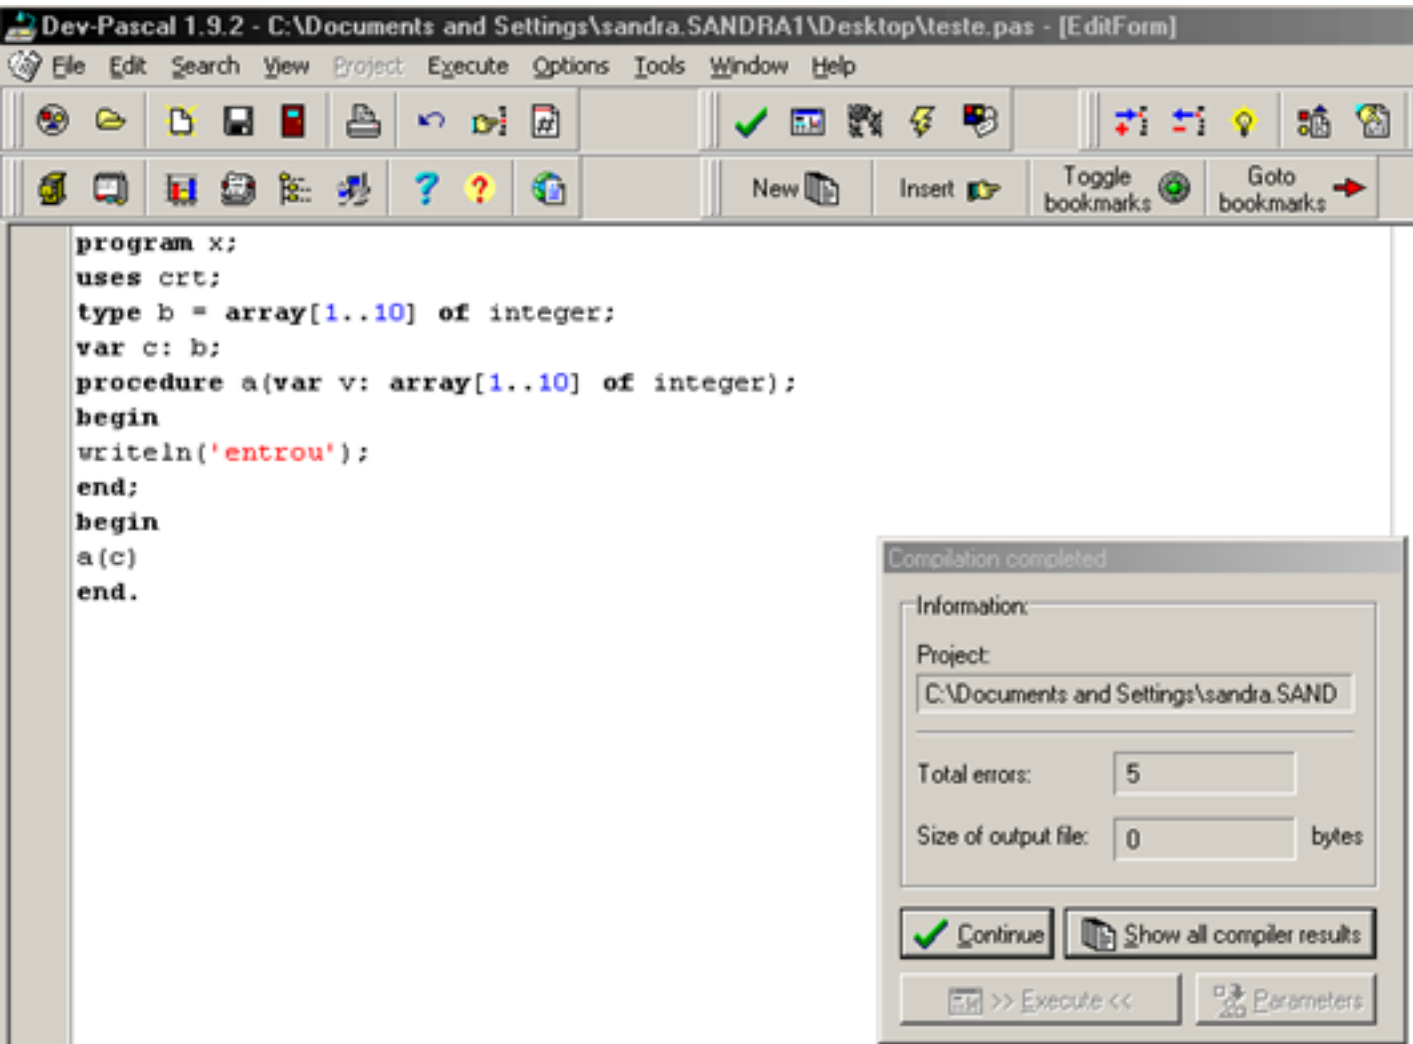 Dev-Pascal 1.9.2 - C:\Documents and Settings\sandra.SANDRA1\Desktop\teste.pas - [EditForm]
File Edit Search View Project Execute Options Tools Window Help
New Insert Toggle bookmarks Goto bookmarks
program x;
uses crt;
type b = array[1..10] of integer;
var c: b;
procedure a(var v: array[1..10] of integer);
begin
writeln('entrou');
end;
begin
a(c)
end.
Compilation completed
Information:
Project:
C:\Documents and Settings\sandra.SAND
Total errors: 5
Size of output file: 0 bytes
Continue Show all compiler results
>> Execute << Parameters